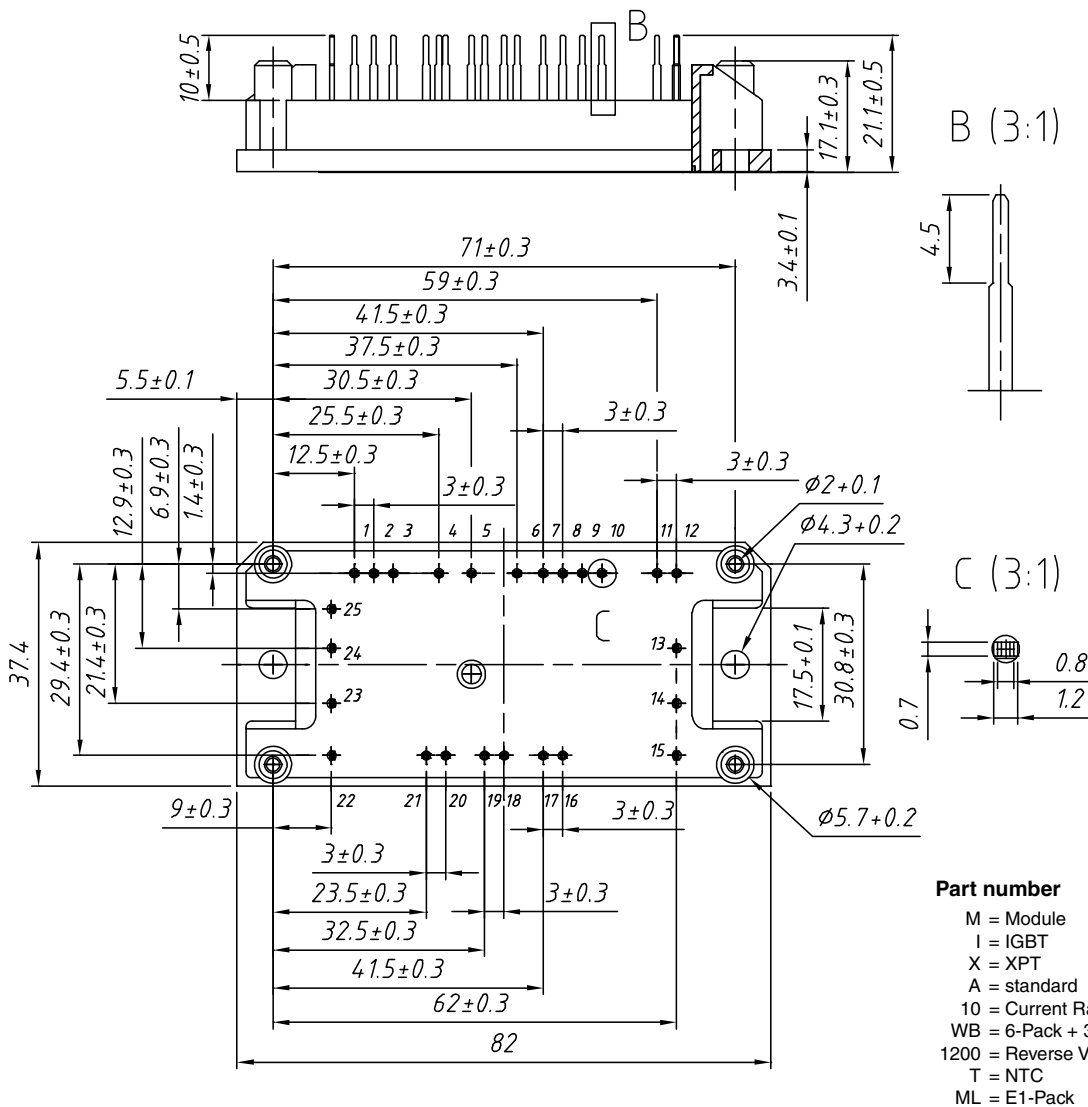 B
10±0.5
17.1±0.3
21.1±0.5
3.4±0.1
B (3:1)
4.5
71±0.3
59±0.3
41.5±0.3
37.5±0.3
5.5±0.1
30.5±0.3
25.5±0.3
3±0.3
12.5±0.3
3±0.3
3±0.3
12.9±0.3
6.9±0.3
1.4±0.3
Ø2+0.1
Ø4.3+0.2
1 2 3 4 5 6 7 8 9 10 11 12
C (3:1)
25
C
24
13
23
14
15
37.4
29.4±0.3
21.4±0.3
17.5+0.1
30.8±0.3
0.7
0.8
1.2
22 21 20 19 18 17 16
9±0.3
3±0.3
Ø5.7+0.2
3±0.3
23.5±0.3
3±0.3
32.5±0.3
41.5±0.3
62±0.3
82
Part number
M = Module
I = IGBT
X = XPT
A = standard
10 = Current
WB = 6-Pack +
1200 = Reverse
T = NTC
ML = E1-Pack